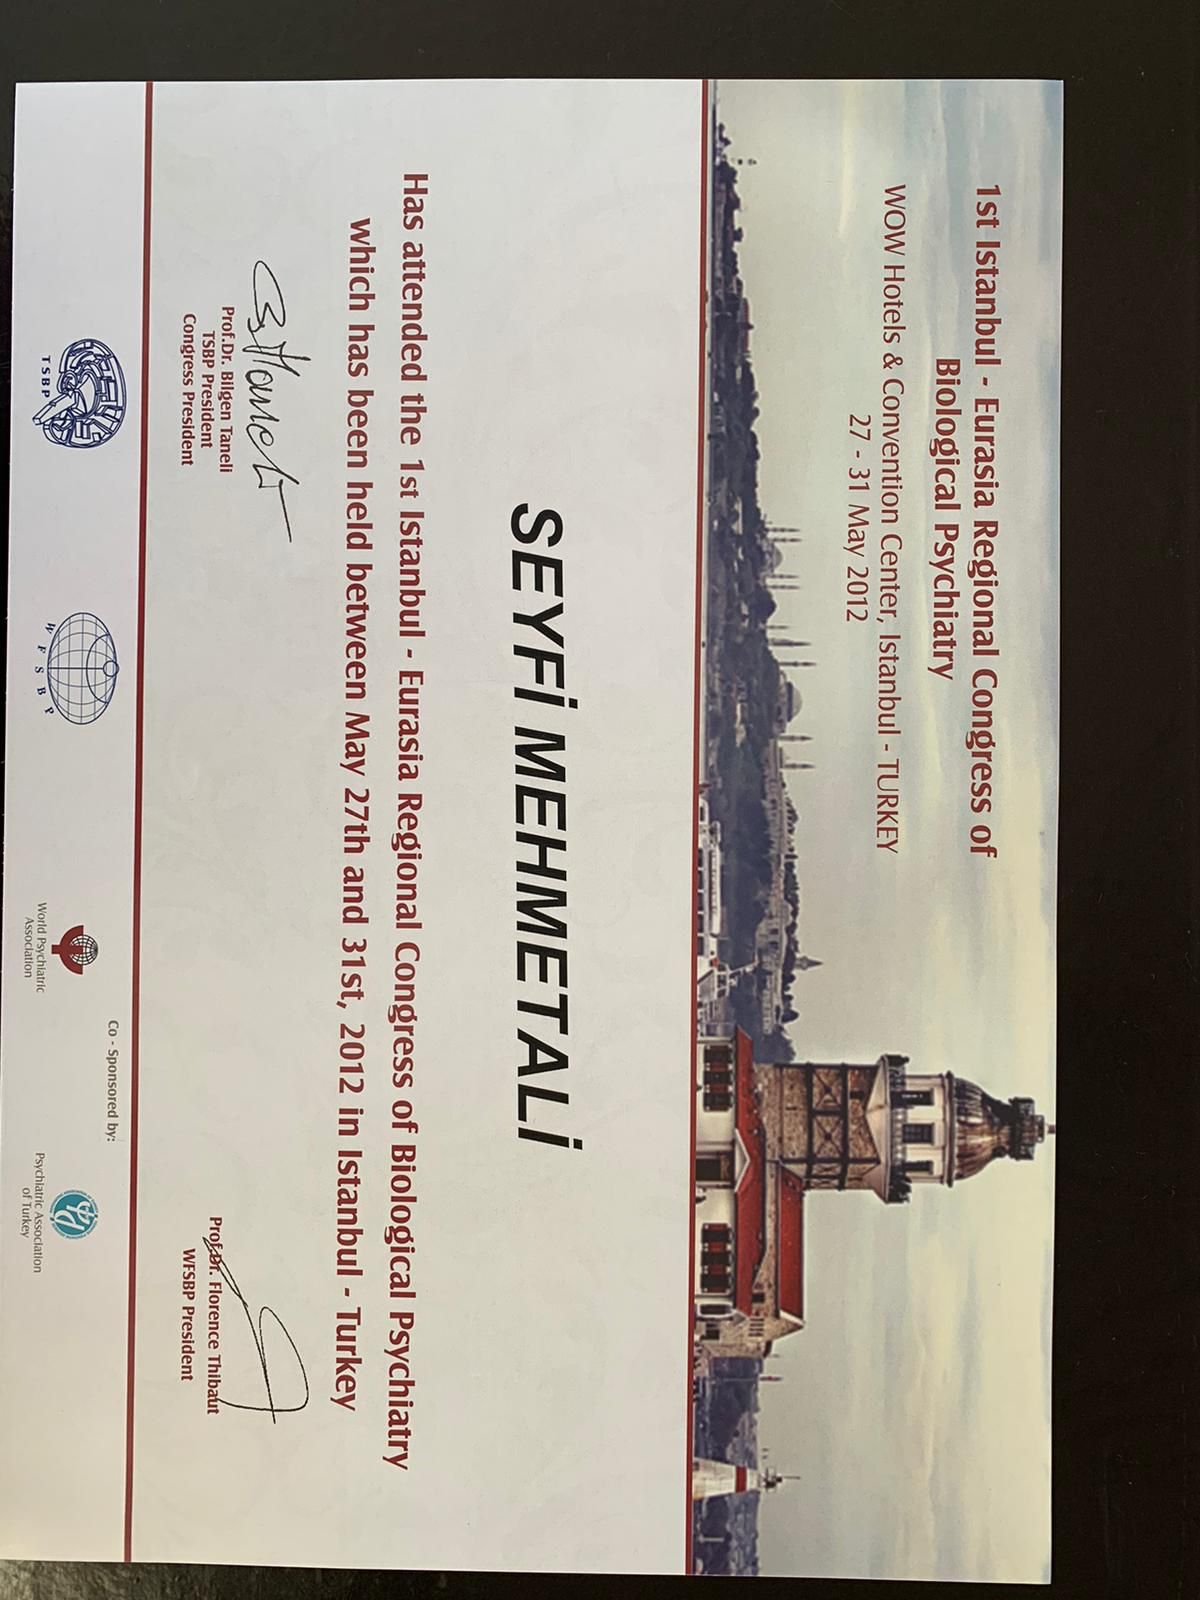 1st Istanbul - Eurasia Regional Congress of
Biological Psychiatry
WOW Hotels & Convention Center, Istanbul - TURKEY
27 - 31 May 2012
SEYFİ MEHMETALİ
Has attended the 1st Istanbul - Eurasia Regional Congress of Biological Psychiatry
which has been held between May 27th and 31st, 2012 in Istanbul - Turkey
Prof.Dr. Bilgen Taneli
TSBP President
Congress President
Prof.Dr. Florence Thibaut
WFSBP President
TSBP
WFSBP
Co - Sponsored by:
World Psychiatric
Association
Psychiatric Association
of Turkey